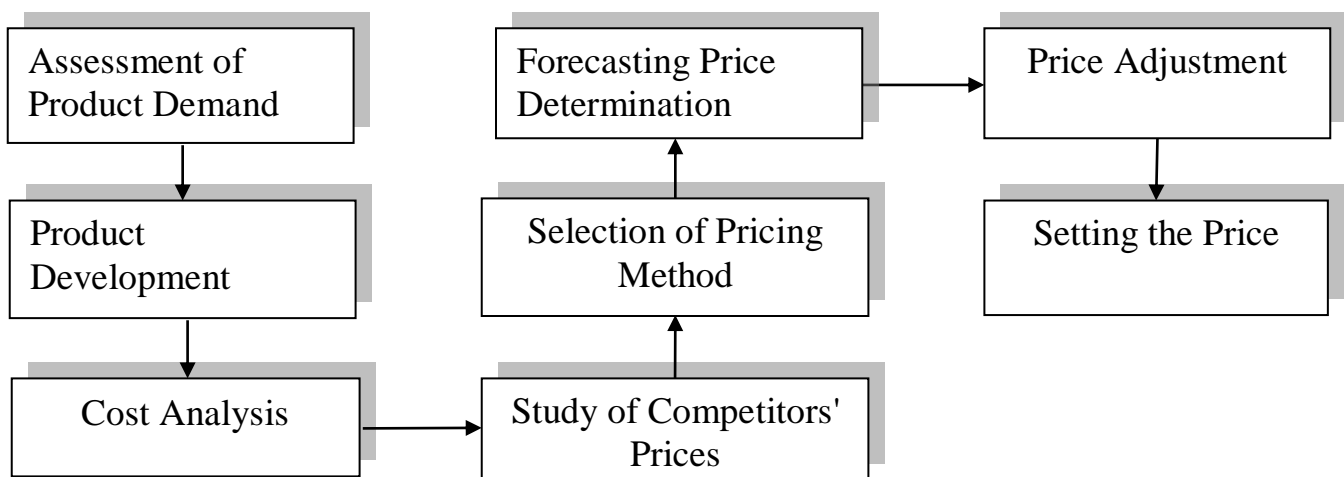 Assessment of
Product Demand
Product
Development
Cost Analysis
Study of Competitors'
Prices
Selection of Pricing
Method
Forecasting Price
Determination
Price Adjustment
Setting the Price